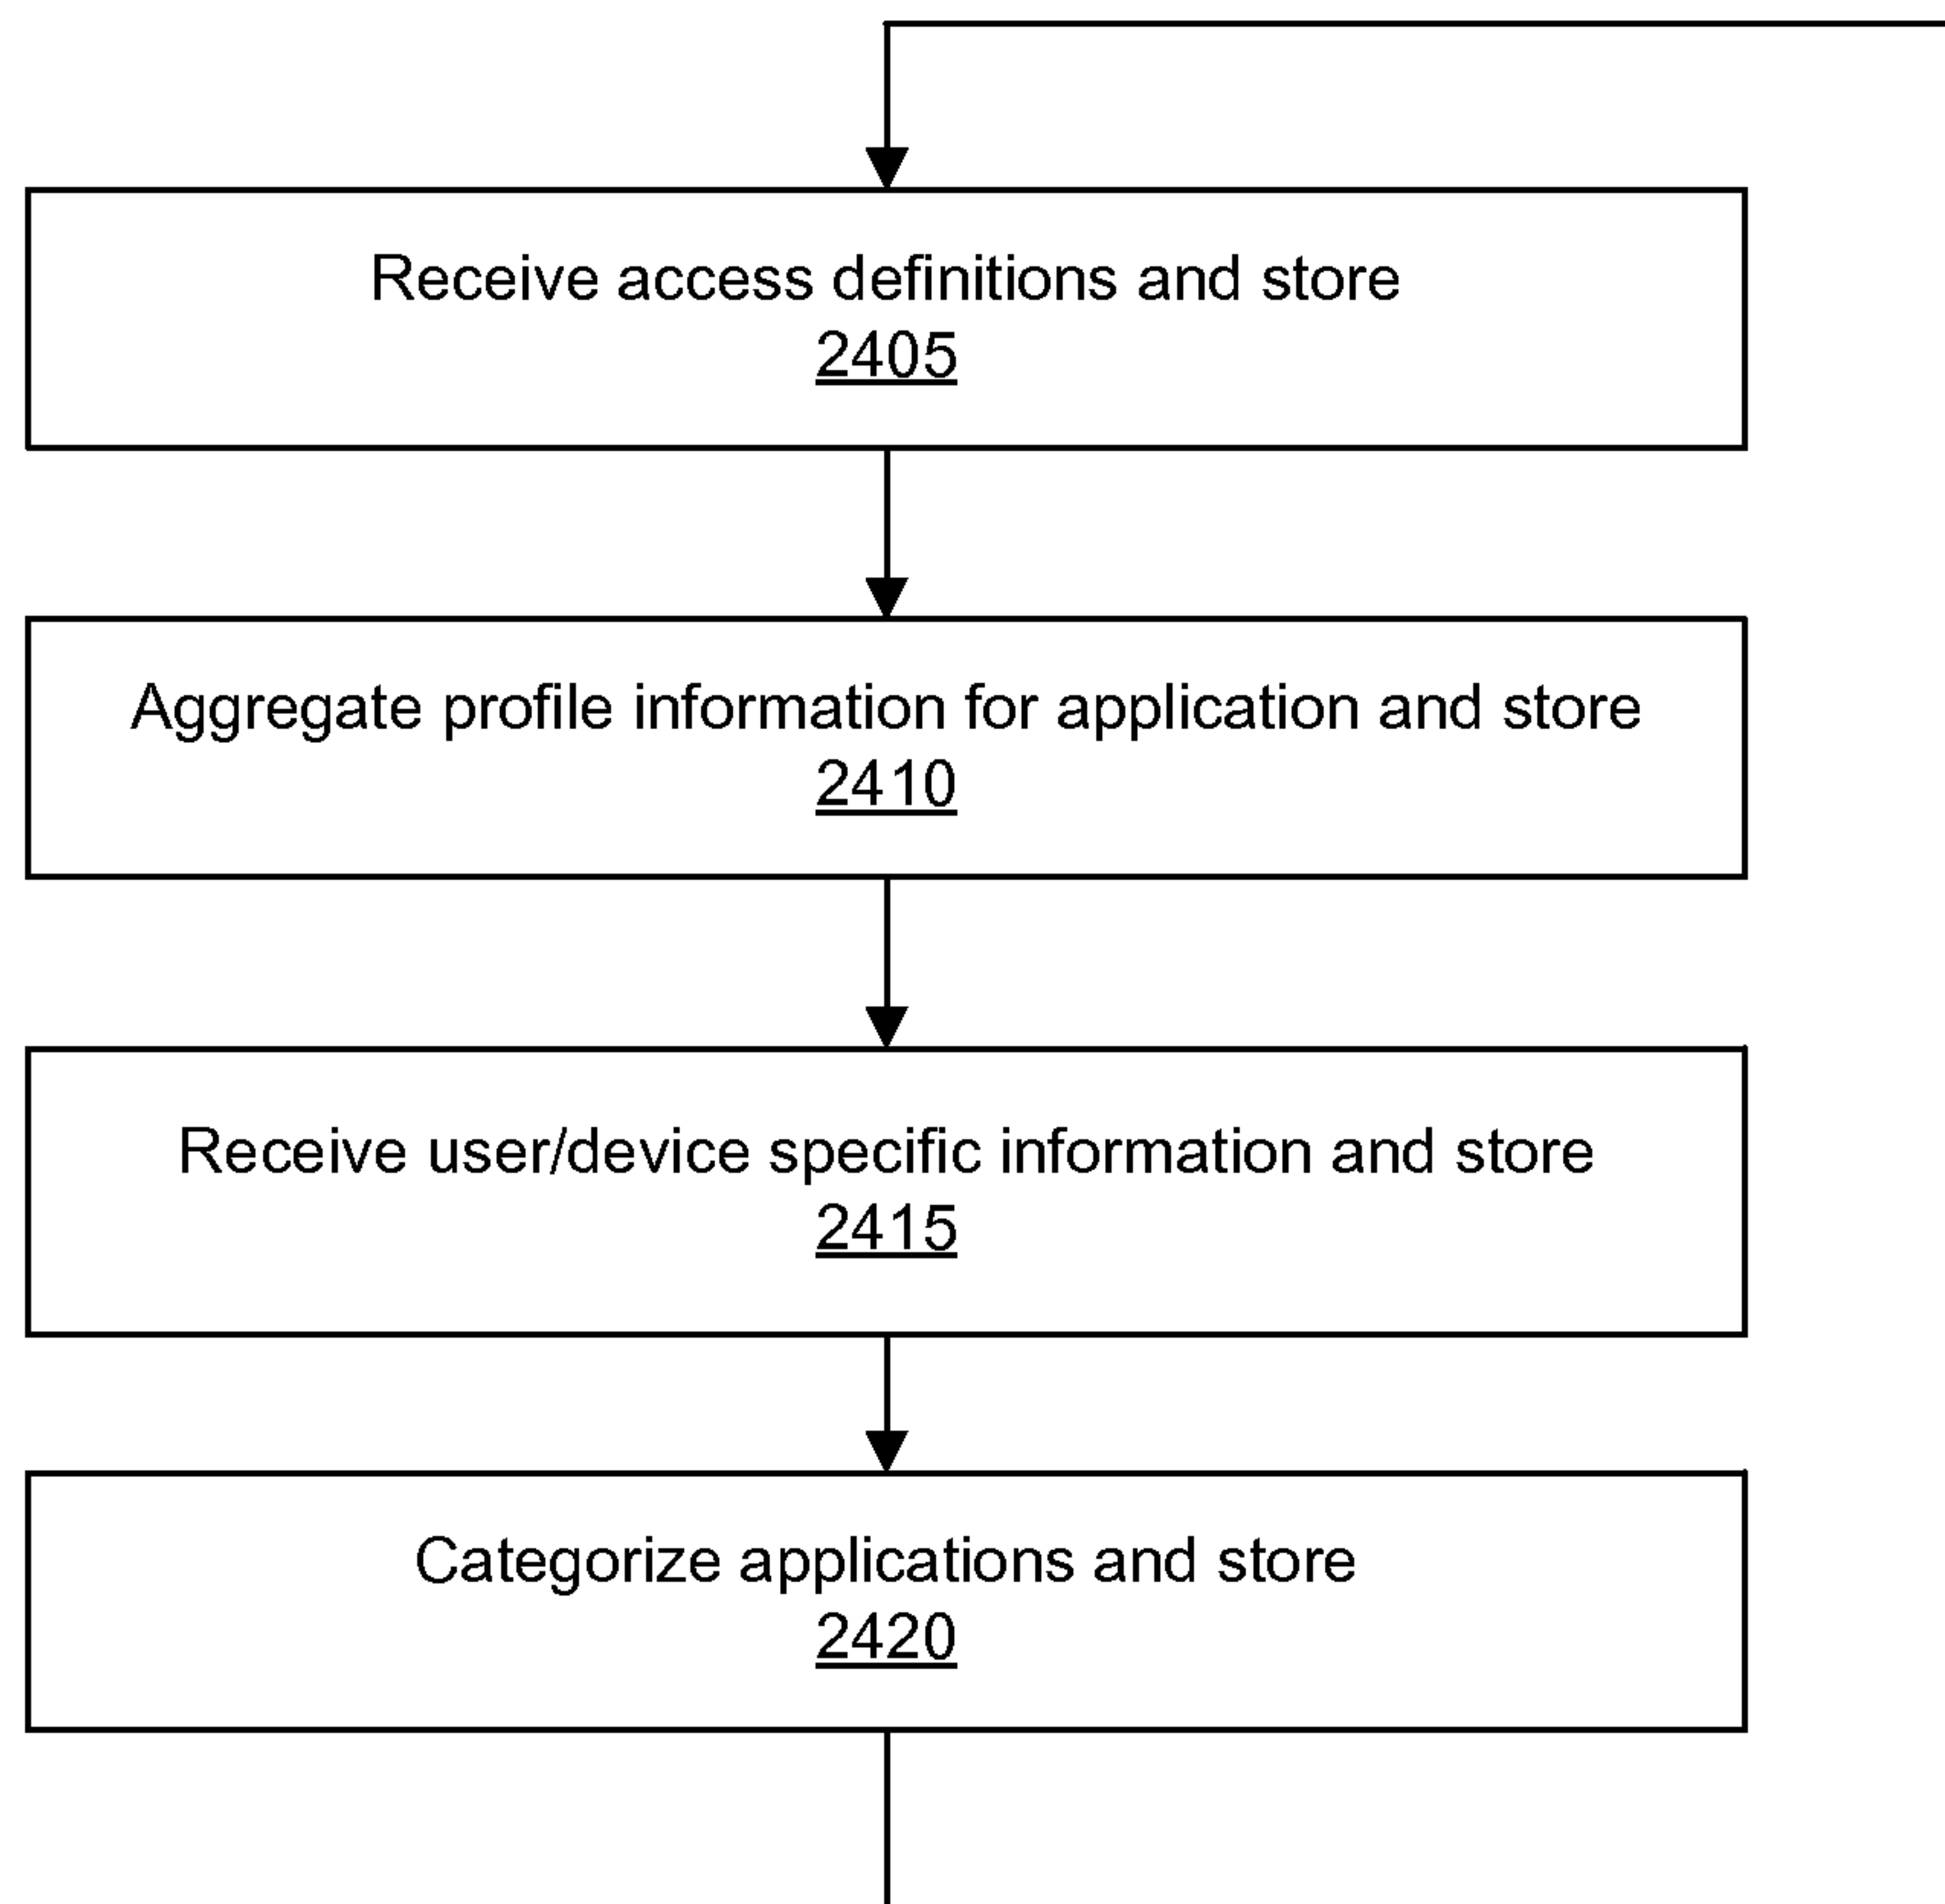 Receive access definitions and store
2405
Aggregate profile information for application and store
2410
Receive user/device specific information and store
2415
Categorize applications and store
2420